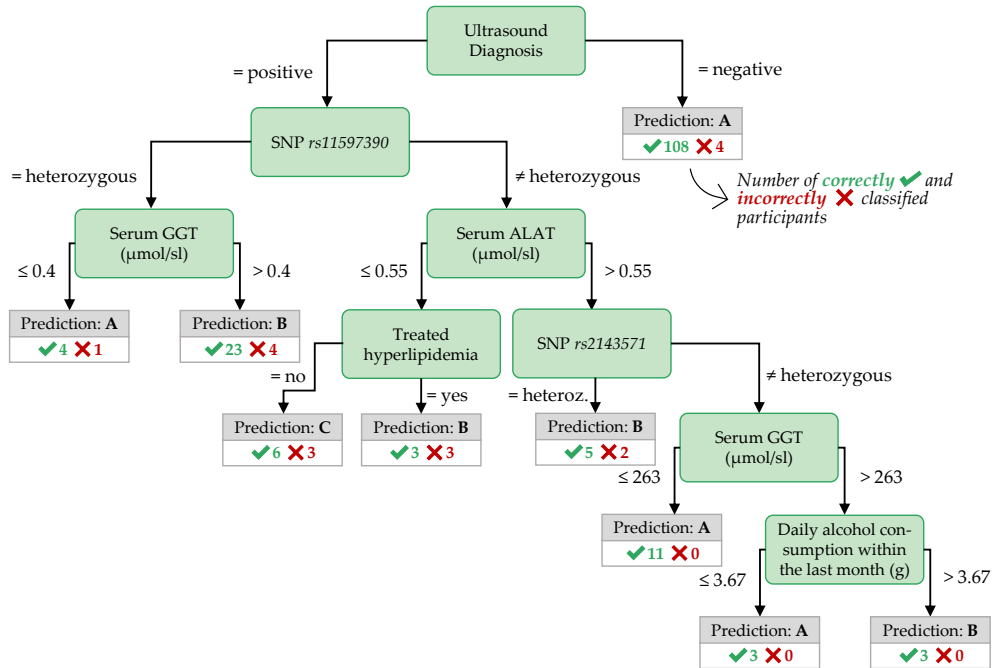 Ultrasound
Diagnosis
= positive
= negative
SNP rs11597390
Prediction: A
108 4
Number of correctly and
incorrectly classified
participants
= heterozygous
≠ heterozygous
Serum GGT
(µmol/sl)
Serum ALAT
(µmol/sl)
≤ 0.4
> 0.4
≤ 0.55
> 0.55
Prediction: A
4 1
Prediction: B
23 4
Treated
hyperlipidemia
SNP rs2143571
= no
= yes
= heteroz.
≠ heterozygous
Prediction: C
6 3
Prediction: B
3 3
Prediction: B
5 2
Serum GGT
(µmol/sl)
≤ 263
> 263
Prediction: A
11 0
Daily alcohol con-
sumption within
the last month (g)
≤ 3.67
> 3.67
Prediction: A
3 0
Prediction: B
3 0